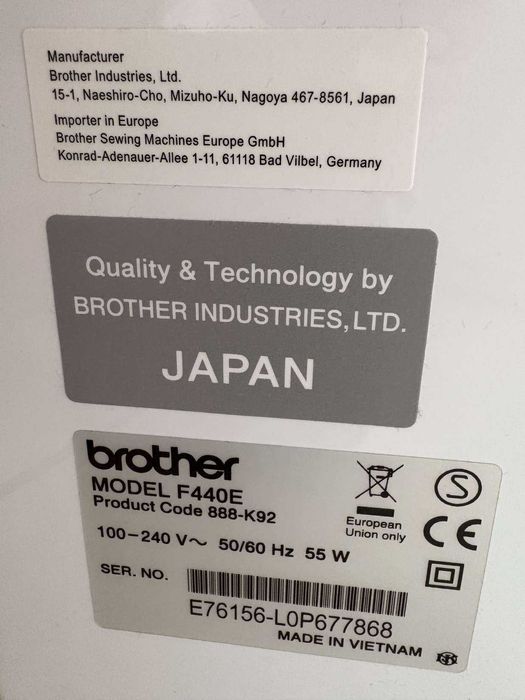 Manufacturer
Brother Industries, Ltd.
15-1, Naeshiro-Cho, Mizuho-Ku, Nagoya 467-8561, Japan
Importer in Europe
Brother Sewing Machines Europe GmbH
Konrad-Adenauer-Allee 1-11, 61118 Bad Vilbel, Germany
Quality & Technology by
BROTHER INDUSTRIES, LTD.
JAPAN
brother
MODEL F440E
Product Code 888-K92
European
Union only
S
CE
100-240 V~ 50/60 Hz 55 W
SER. NO.
E76156-L0P677868
MADE IN VIETNAM